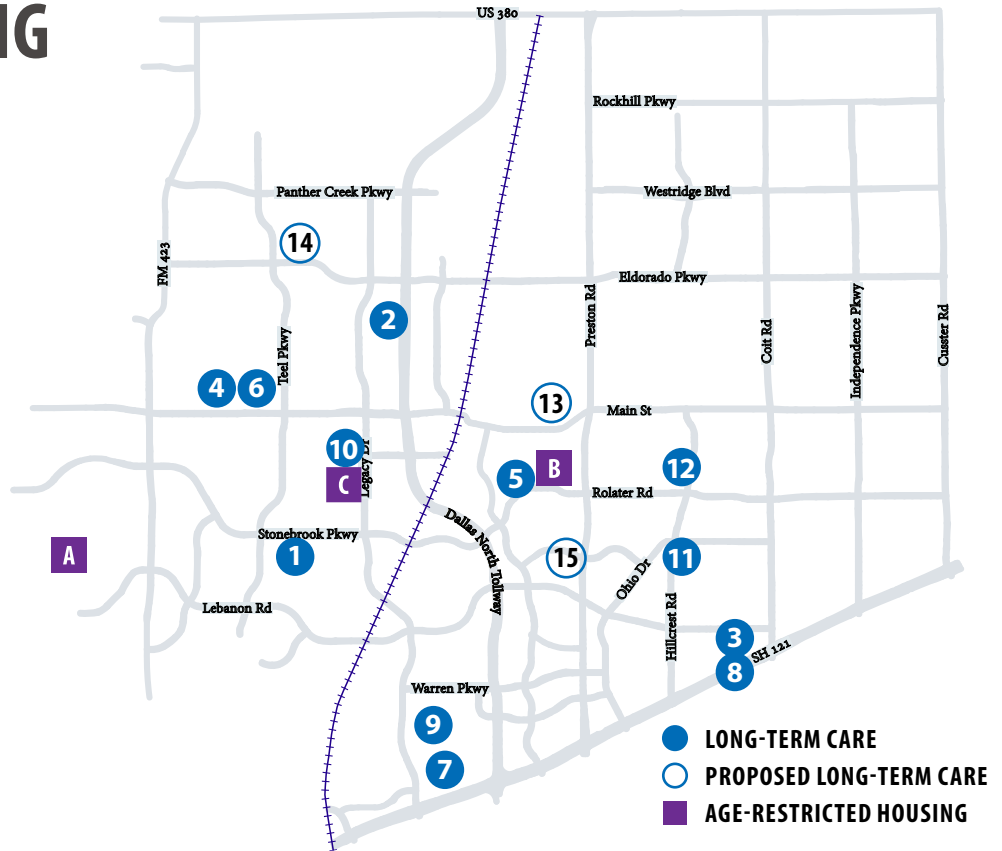 US 380
Rockhill Pkwy
Panther Creek Pkwy
Westridge Blvd
14
FM 423
Eldorado Pkwy
2
Preston Rd
Coit Rd
Independence Pkwy
Cusster Rd
Teel Pkwy
4
6
13
Main St
10
Legacy Dr
C
5
B
12
Rolater Rd
Stonebrook Pkwy
Dallas North Tollway
A
1
15
11
Ohio Dr
Lebanon Rd
Hillcrest Rd
3
SH 121
8
Warren Pkwy
9
7
LONG-TERM CARE
PROPOSED LONG-TERM CARE
AGE-RESTRICTED HOUSING